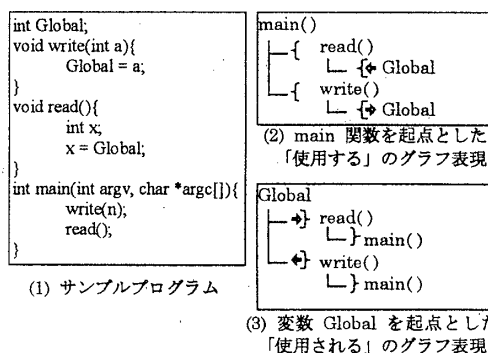 int Global;
void write(int a){
Global = a;
}
void read(){
int x;
x = Global;
}
int main(int argv, char *argc[]){
write(n);
read();
}
(1) サンプルプログラム
main()
read()
Global
write()
Global
(2) main 関数を起点とした
「使用する」のグラフ表現
Global
read()
main()
write()
main()
(3) 変数 Global を起点とした
「使用される」のグラフ表現